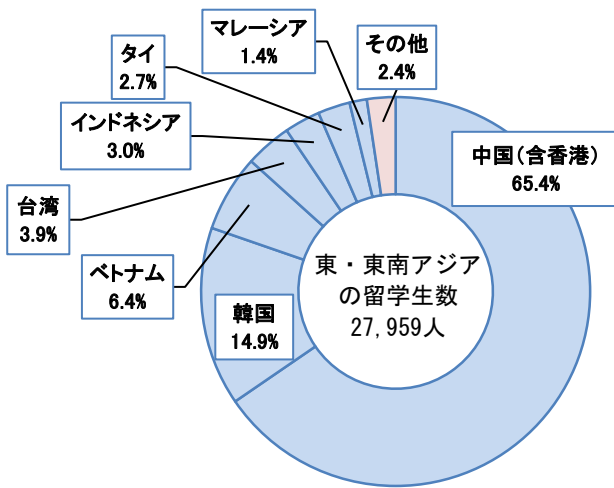 マレーシア
1.4%
その他
2.4%
タイ
2.7%
インドネシア
3.0%
中国(含香港)
65.4%
台湾
3.9%
ベトナム
6.4%
韓国
14.9%
東・東南アジア
の留学生数
27,959人